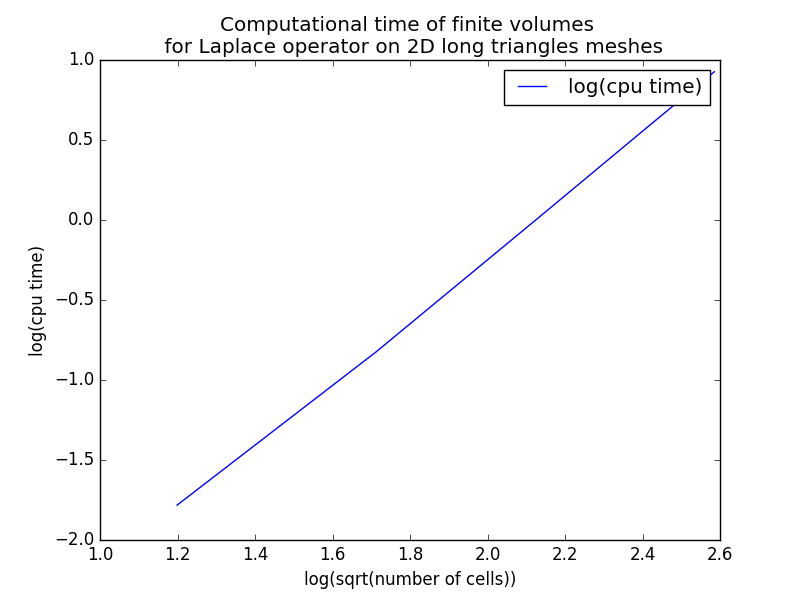 Computational time of finite volumes
for Laplace operator on 2D long triangles meshes
log(cpu time)
1.0
0.5
0.0
−0.5
−1.0
−1.5
−2.0
log(cpu time)
1.0 1.2 1.4 1.6 1.8 2.0 2.2 2.4 2.6
log(sqrt(number of cells))